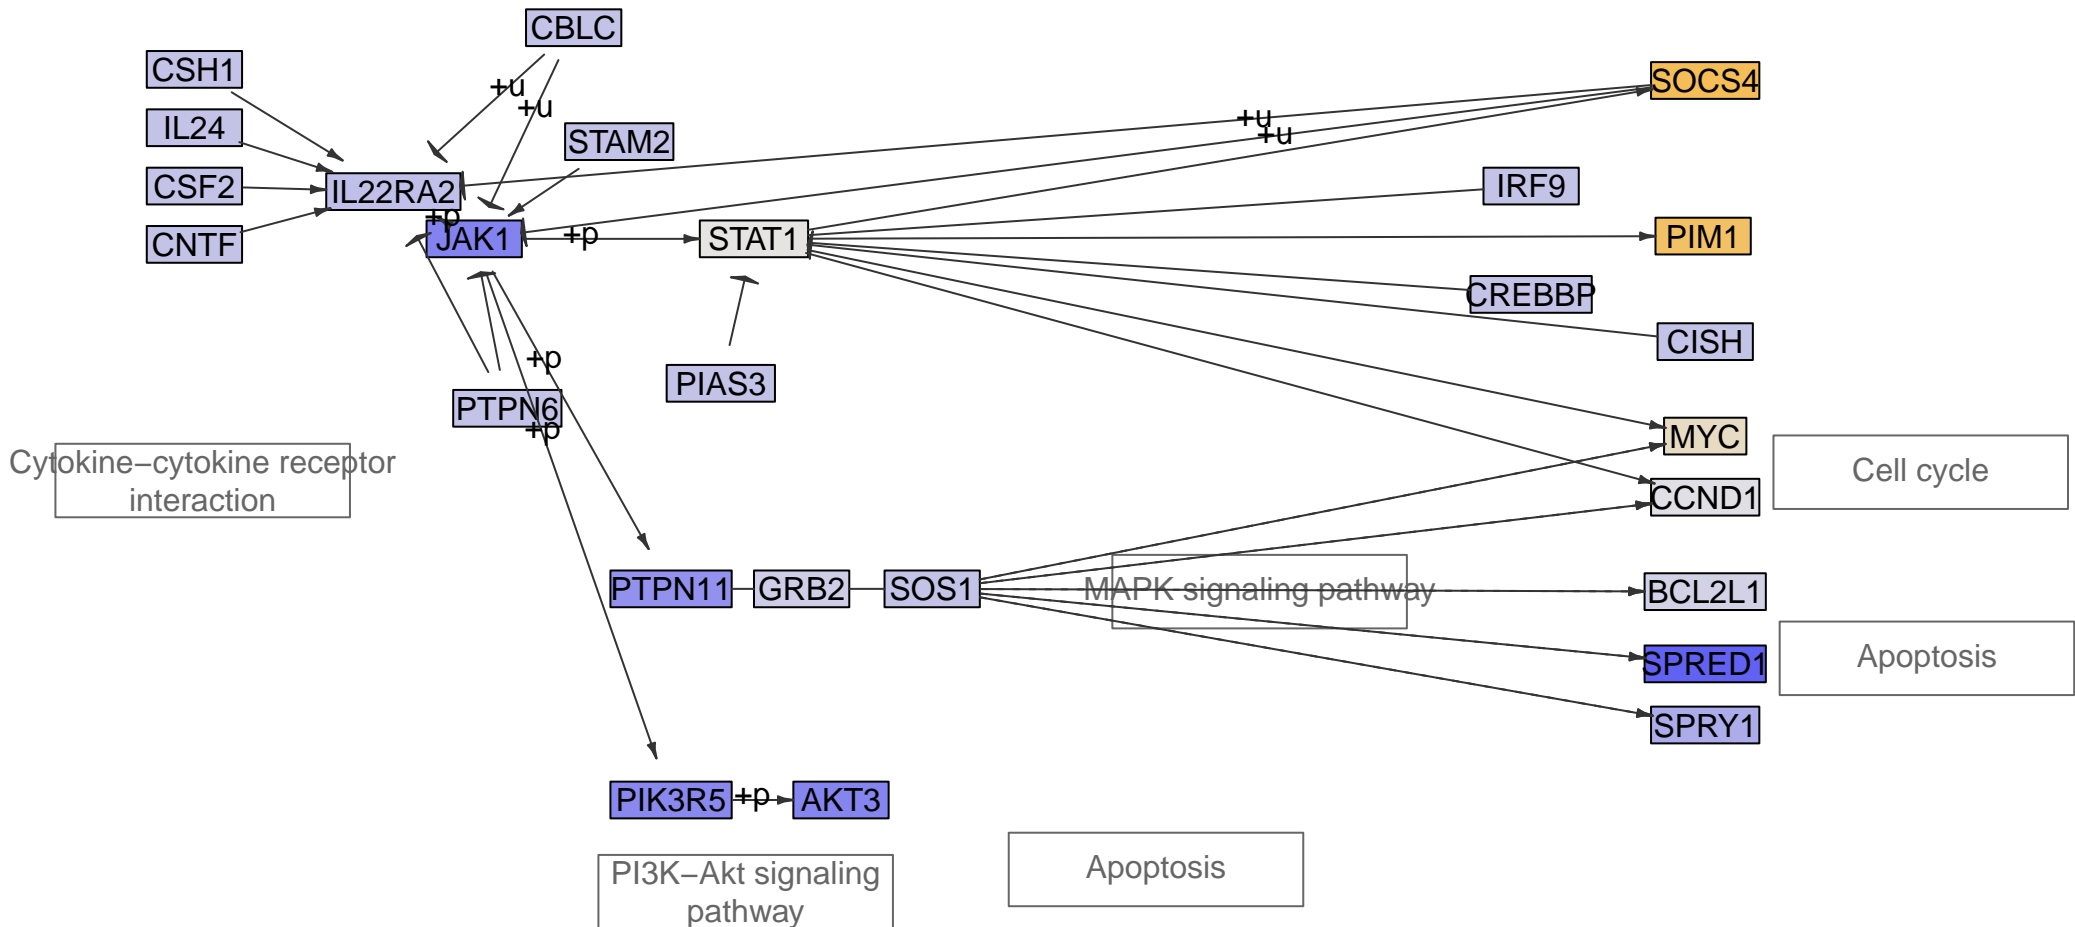 CBLC
CSH1
SOCS4
+u
+u
+u
IL24
+u
STAM2
CSF2
IL22RA2
IRF9
+p
CNTF
JAK1
+p
STAT1
PIM1
CREBBP
CISH
+p
PIAS3
PTPN6
+p
MYC
Cytokine−cytokine receptor
interaction
Cell cycle
CCND1
PTPN11
GRB2
SOS1
MAPK signaling pathway
BCL2L1
SPRED1
Apoptosis
SPRY1
PIK3R5
+p
AKT3
PI3K−Akt signaling
pathway
Apoptosis